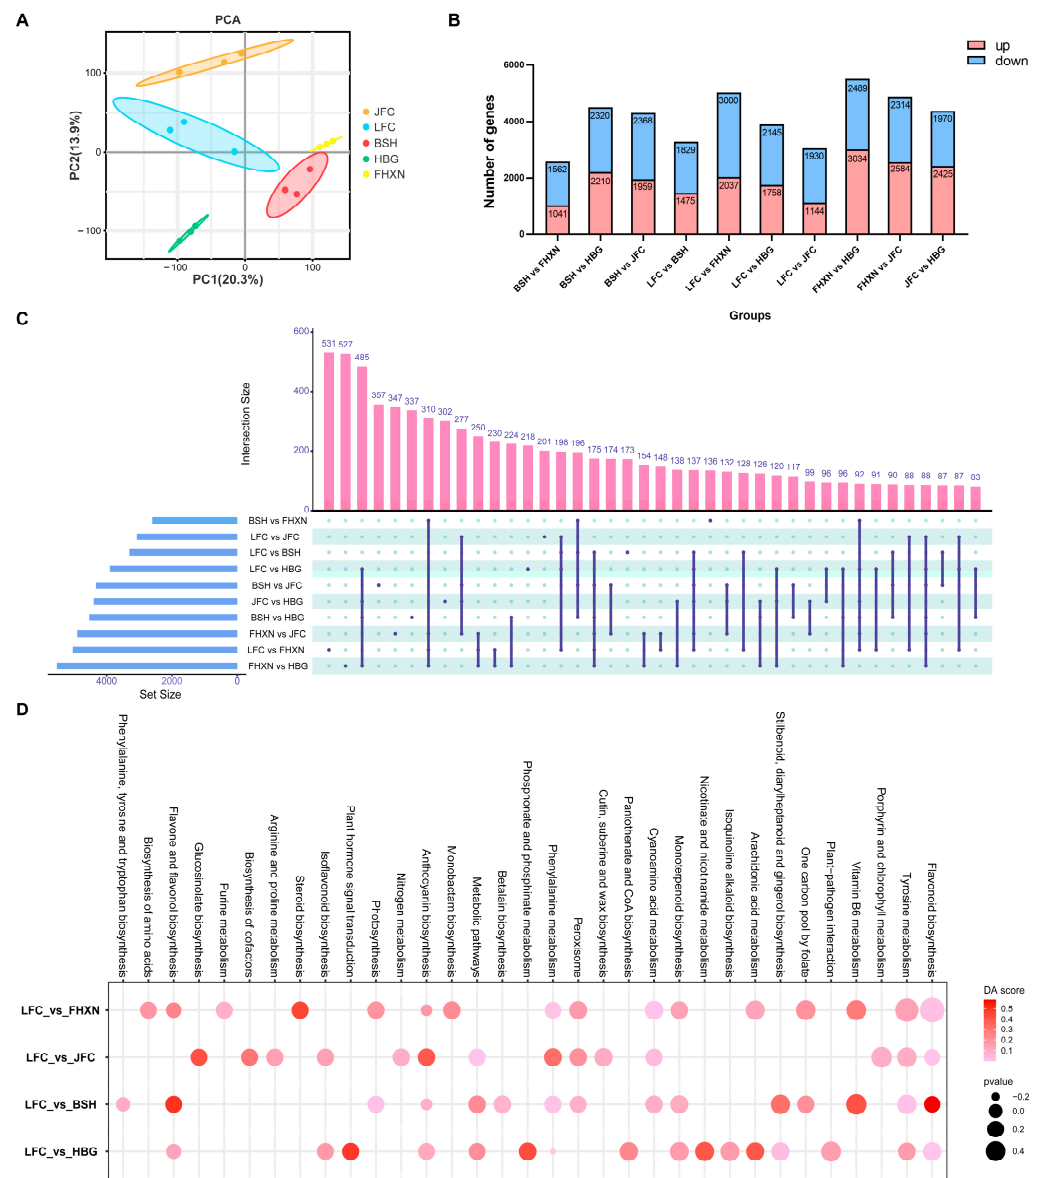 A
PCA
PC2(13.9%)
100
0
−100
−100
0
100
PC1(20.3%)
JFC
LFC
BSH
HBG
FHXN
B
up
down
Number of genes
6000
4000
2000
0
1562
1041
2320
2210
2368
1959
1829
1475
3000
2037
2145
1758
1930
1144
2489
3034
2314
2584
1970
2425
BSH vs FHXN
BSH vs HBG
BSH vs JFC
LFC vs BSH
LFC vs FHXN
LFC vs HBG
LFC vs JFC
FHXN vs HBG
FHXN vs JFC
JFC vs HBG
Groups
C
Intersection Size
600
400
200
0
531 527 485 357 347 337 310 302 277 250 230 224 218 201 198 196 175 174 173 154 148 138 137 136 132 128 126 120 117 99 96 96 92 91 90 88 88 87 87 83
BSH vs FHXN
LFC vs JFC
LFC vs BSH
LFC vs HBG
BSH vs JFC
JFC vs HBG
BSH vs HBG
FHXN vs JFC
LFC vs FHXN
FHXN vs HBG
4000 2000 0
Set Size
D
Phenylalanine, tyrosine and tryptophan biosynthesis
Biosynthesis of amino acids
Flavone and flavonol biosynthesis
Glucosinolate biosynthesis
Purine metabolism
Biosynthesis of cofactors
Arginine and proline metabolism
Steroid biosynthesis
Isoflavonoid biosynthesis
Plant hormone signal transduction
Photosynthesis
Nitrogen metabolism
Anthocyanin biosynthesis
Monobactam biosynthesis
Metabolic pathways
Betalain biosynthesis
Phosphonate and phosphinate metabolism
Phenylalanine metabolism
Peroxisome
Cutin, suberine and wax biosynthesis
Pantothenate and CoA biosynthesis
Cyanoamino acid metabolism
Monoterpenoid biosynthesis
Nicotinate and nicotinamide metabolism
Isoquinoline alkaloid biosynthesis
Arachidonic acid metabolism
Stilbenoid, diarylheptanoid and gingerol biosynthesis
One carbon pool by folate
Plant−pathogen interaction
Vitamin B6 metabolism
Porphyrin and chlorophyll metabolism
Tyrosine metabolism
Flavonoid biosynthesis
LFC_vs_FHXN
LFC_vs_JFC
LFC_vs_BSH
LFC_vs_HBG
DA score
0.5
0.4
0.3
0.2
0.1
pvalue
−0.2
0.0
0.2
0.4